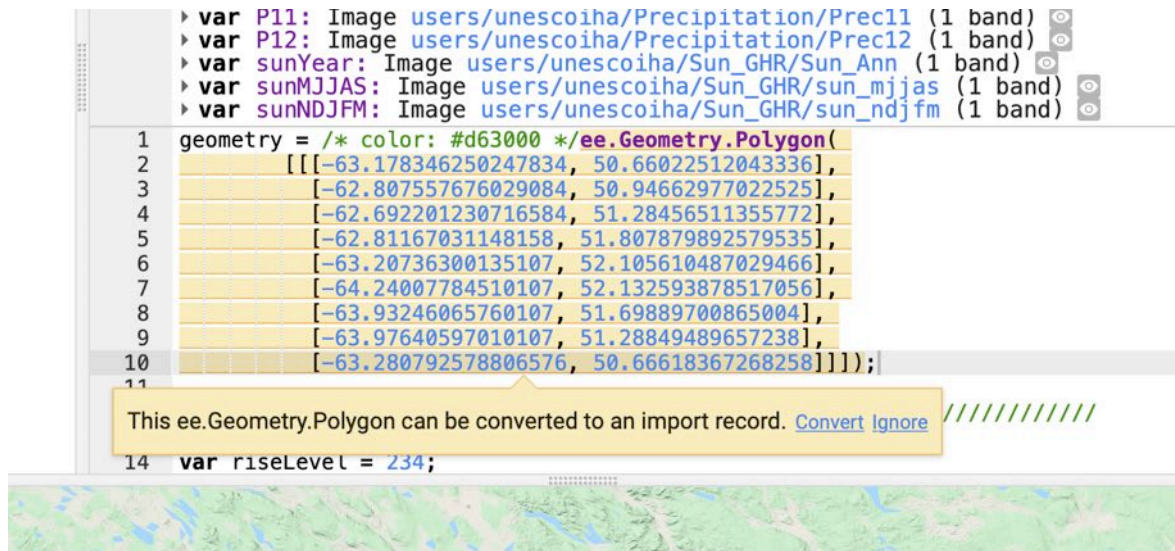 var P11: Image users/unescoiha/Precipitation/Prec11 (1 band)
var P12: Image users/unescoiha/Precipitation/Prec12 (1 band)
var sunYear: Image users/unescoiha/Sun_GHR/Sun_Ann (1 band)
var sunMJJAS: Image users/unescoiha/Sun_GHR/sun_mjjas (1 band)
var sunNDJFM: Image users/unescoiha/Sun_GHR/sun_ndjfm (1 band)
1 geometry = /* color: #d63000 */ee.Geometry.Polygon(
2 [[[-63.178346250247834, 50.66022512043336],
3 [-62.807557676029084, 50.94662977022525],
4 [-62.692201230716584, 51.28456511355772],
5 [-62.81167031148158, 51.807879892579535],
6 [-63.20736300135107, 52.105610487029466],
7 [-64.24007784510107, 52.132593878517056],
8 [-63.93246065760107, 51.69889700865004],
9 [-63.97640597010107, 51.28849489657238],
10 [-63.280792578806576, 50.66618367268258]]]);
11
This ee.Geometry.Polygon can be converted to an import record. Convert Ignore ////////////
14 var riseLevel = 234;